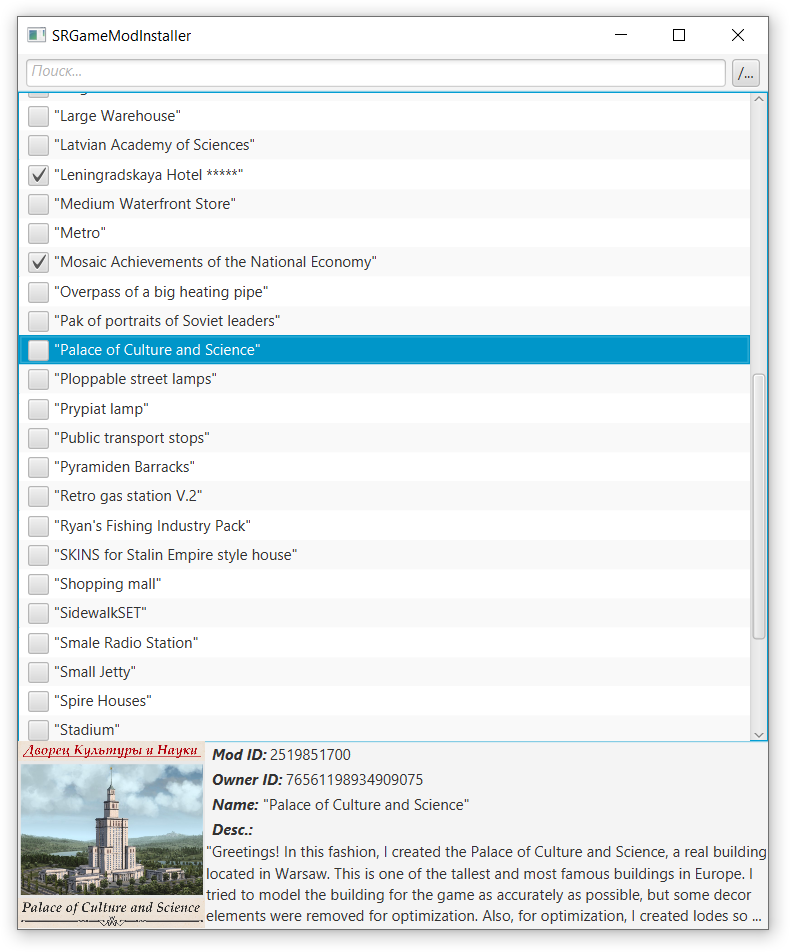 SRGameModInstaller
Поиск...
/...
"Large Warehouse"
"Latvian Academy of Sciences"
"Leningradskaya Hotel *****"
"Medium Waterfront Store"
"Metro"
"Mosaic Achievements of the National Economy"
"Overpass of a big heating pipe"
"Pak of portraits of Soviet leaders"
"Palace of Culture and Science"
"Ploppable street lamps"
"Prypiat lamp"
"Public transport stops"
"Pyramiden Barracks"
"Retro gas station V.2"
"Ryan's Fishing Industry Pack"
"SKINS for Stalin Empire style house"
"Shopping mall"
"SidewalkSET"
"Smale Radio Station"
"Small Jetty"
"Spire Houses"
"Stadium"
Дворец Культуры и Науки
Palace of Culture and Science
Mod ID: 2519851700
Owner ID: 76561198934909075
Name: "Palace of Culture and Science"
Desc.:
"Greetings! In this fashion, I created the Palace of Culture and Science, a real building
located in Warsaw. This is one of the tallest and most famous buildings in Europe. I
tried to model the building for the game as accurately as possible, but some decor
elements were removed for optimization. Also, for optimization, I created lodes so ...